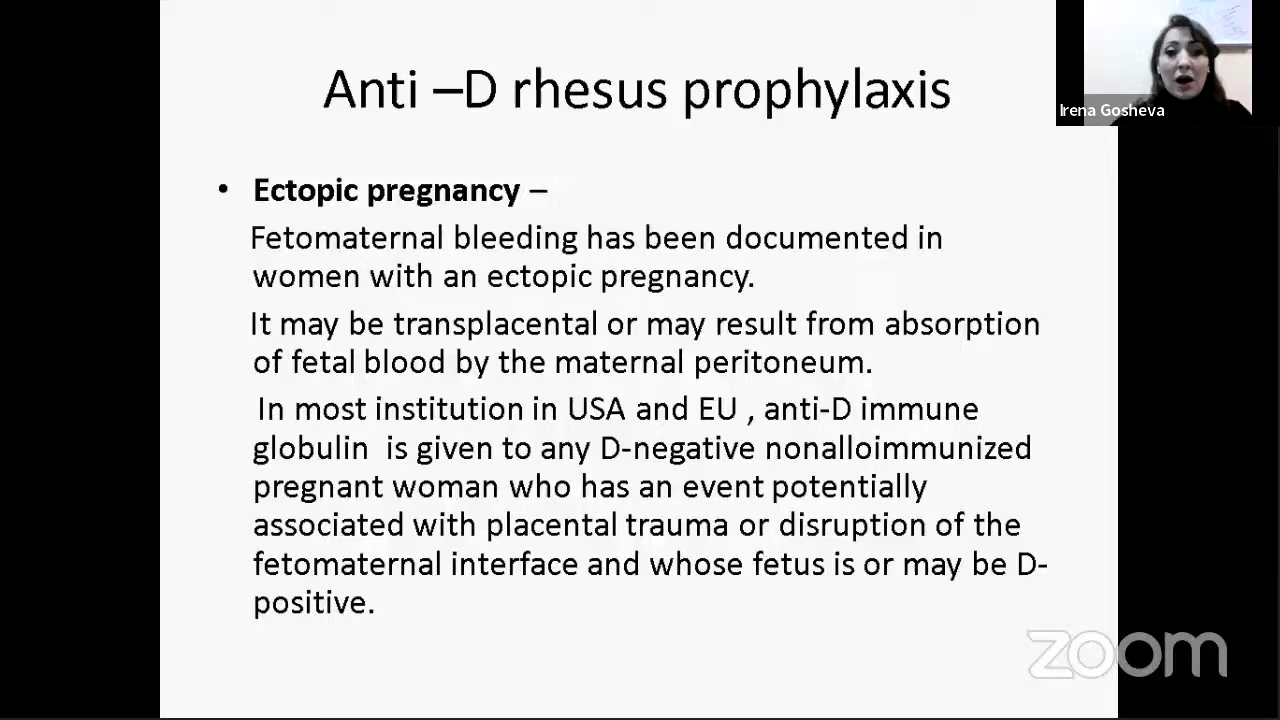 Anti –D rhesus prophylaxis
Irena Gosheva
• Ectopic pregnancy –
Fetomaternal bleeding has been documented in
women with an ectopic pregnancy.
It may be transplacental or may result from absorption
of fetal blood by the maternal peritoneum.
In most institution in USA and EU , anti-D immune
globulin is given to any D-negative nonalloimmunized
pregnant woman who has an event potentially
associated with placental trauma or disruption of the
fetomaternal interface and whose fetus is or may be D-
positive.
zoom